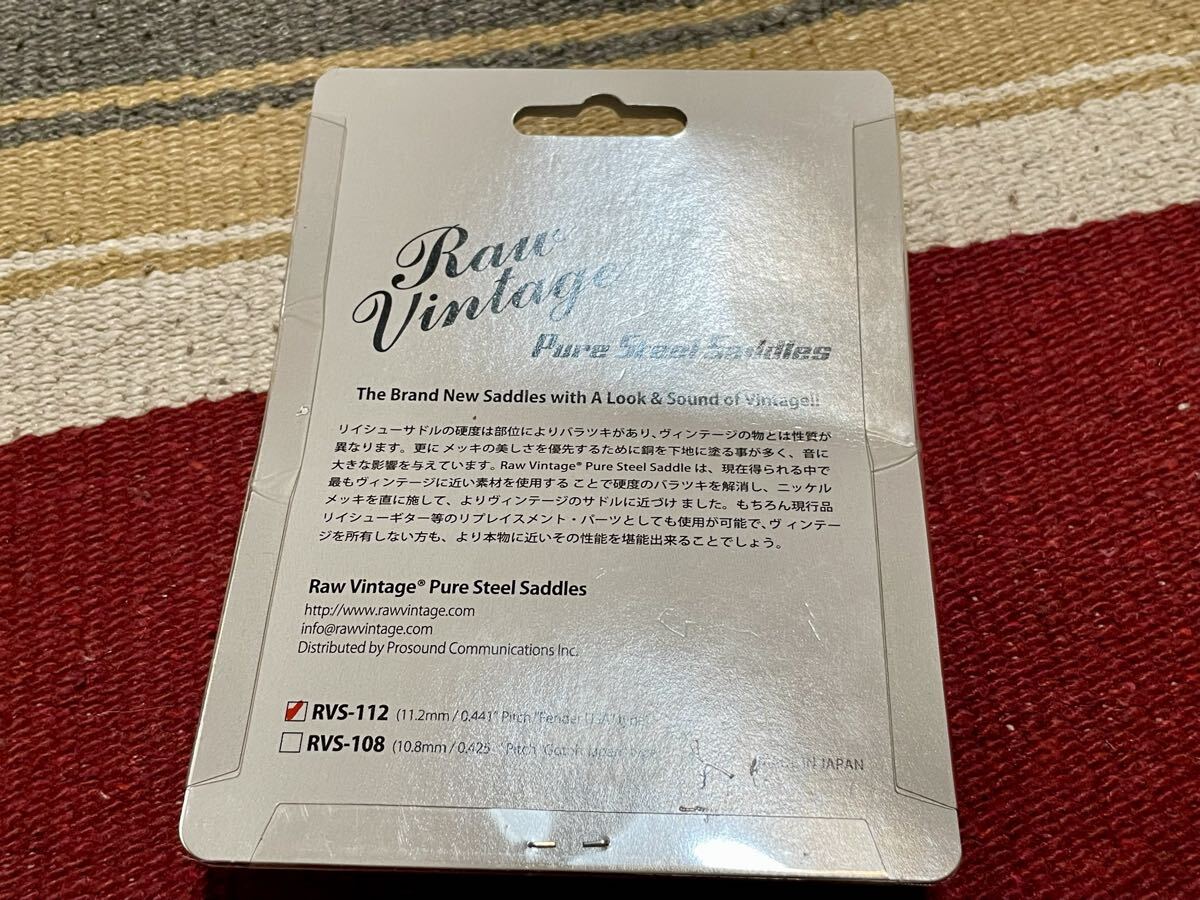 Raw
Vintage
Pure Steel Saddles
The Brand New Saddles with A Look & Sound of Vintage!!
リイシューサドルの硬度は部位によりバラツキがあり、ヴィンテージの物とは性質が
異なります。更に メッキの美しさを優先するために銅を下地に塗る事が多く、音に
大きな影響を与えています。Raw Vintage® Pure Steel Saddle は、現在得られる中で
最もヴィンテージに近い素材を使用する ことで硬度のバラツキを解消し、ニッケル
メッキを直に施して、よりヴィンテージのサドルに近づけ ました。もちろん現行品
リイシューギター等のリプレイスメント・パーツとしても使用が可能で、ヴィンテー
ジを所有しない方も、より本物に近いその性能を堪能出来ることでしょう。
Raw Vintage® Pure Steel Saddles
http://www.rawvintage.com
info@rawvintage.com
Distributed by Prosound Communications Inc.
RVS-112 (11.2mm / 0.441" Pitch "Fender USA" type)
RVS-108 (10.8mm / 0.425" Pitch "Gotoh Japan" type)
MADE IN JAPAN